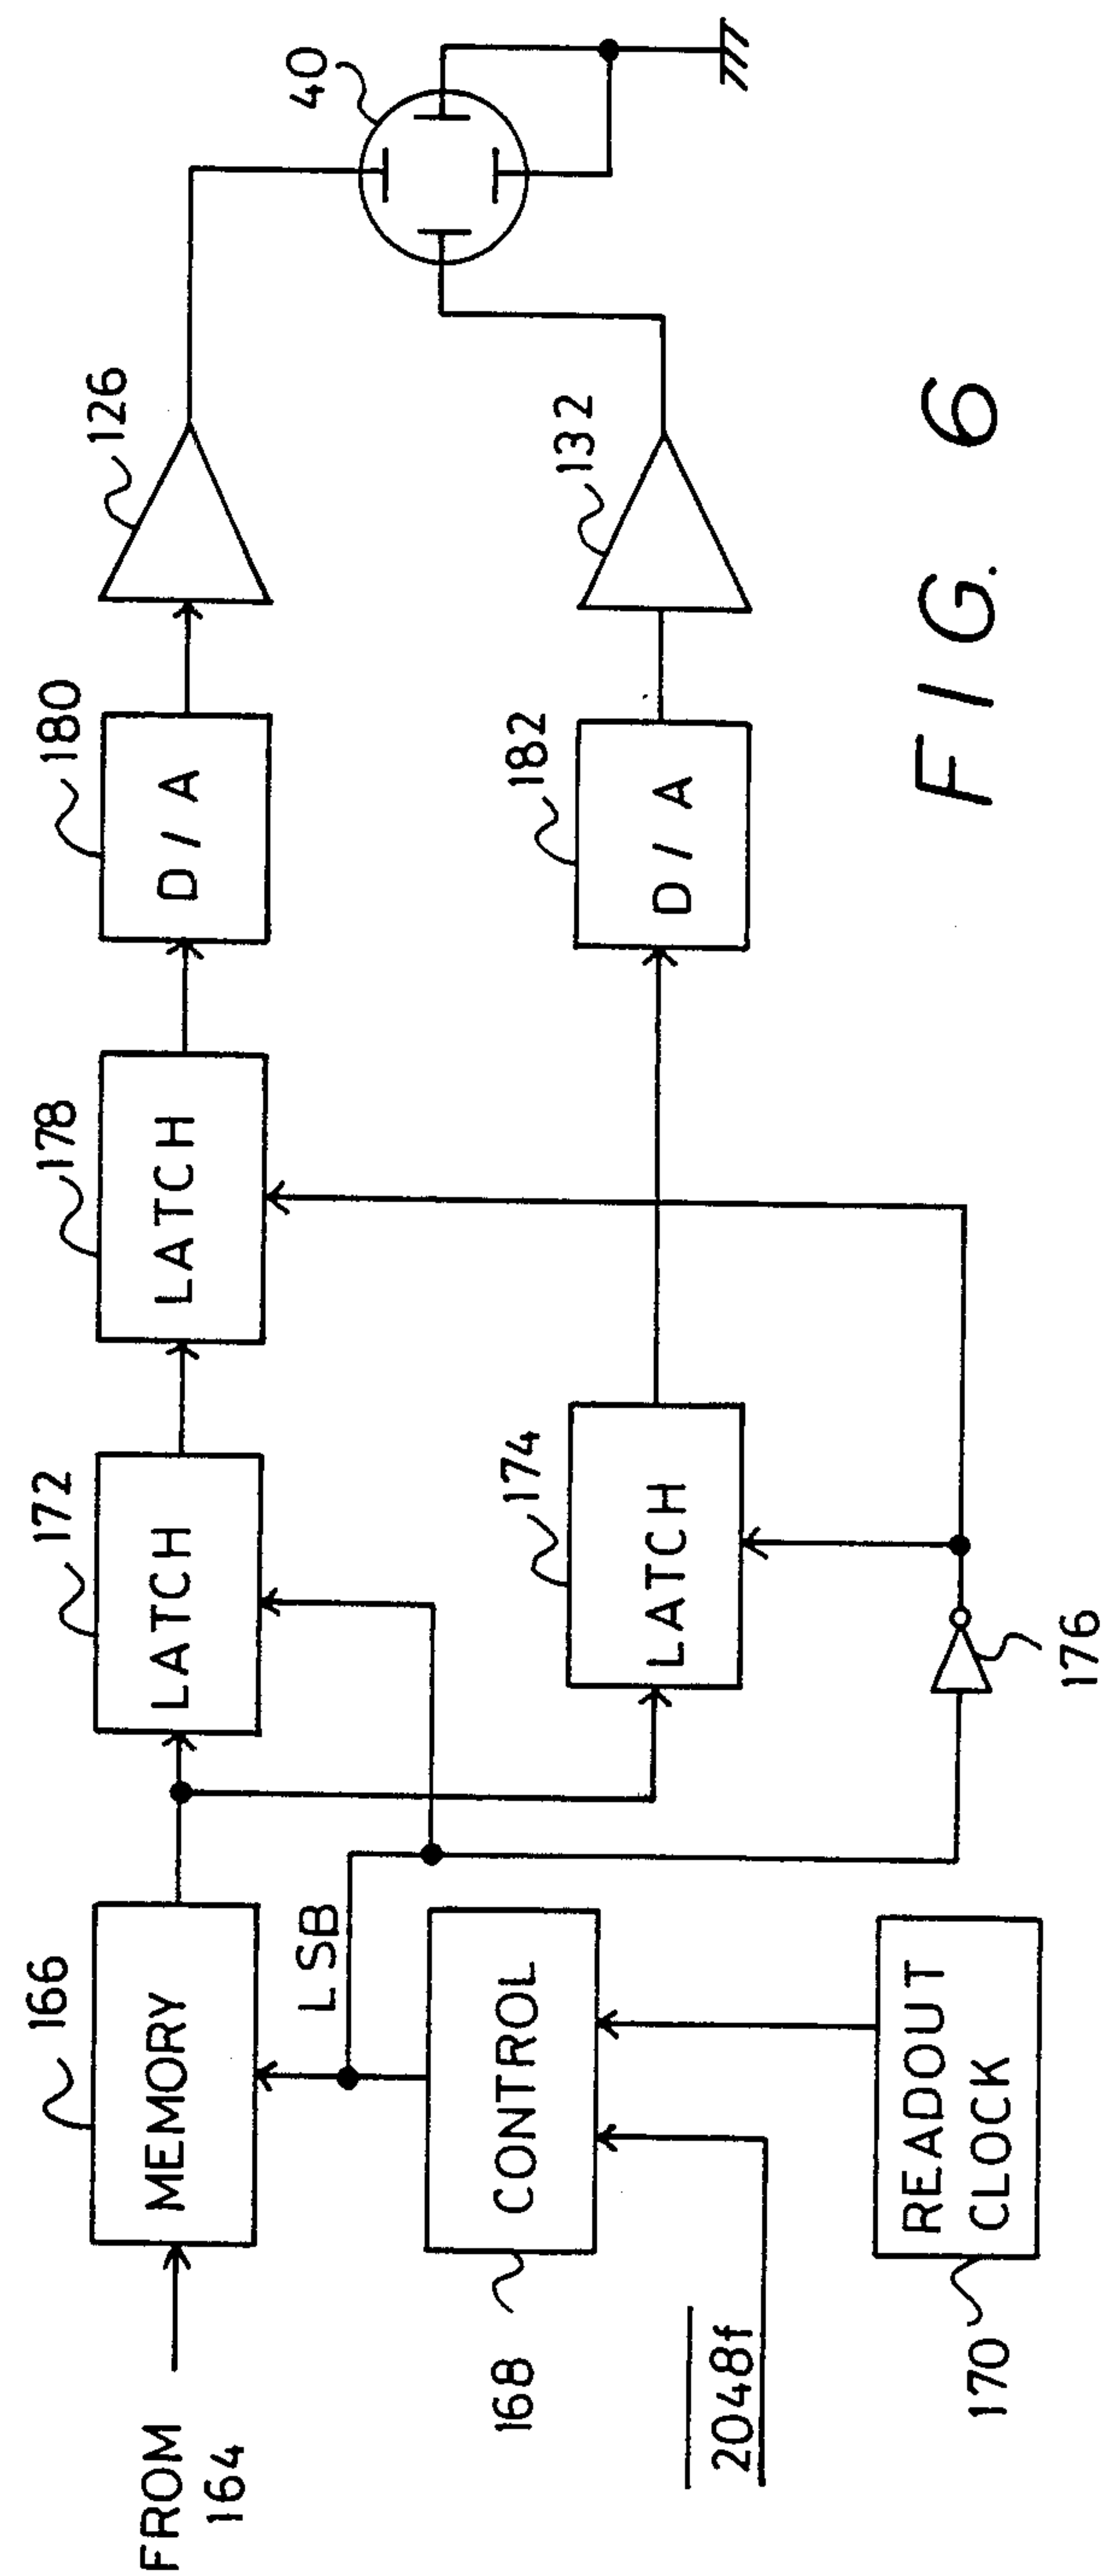 FROM
164
166
MEMORY
LSB
168
CONTROL
2048f
170
READOUT
CLOCK
172
LATCH
174
LATCH
176
178
LATCH
180
D/A
182
D/A
126
132
40
FIG. 6